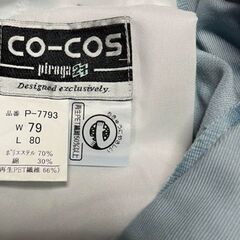 CO-COS
piroga
Designed exclusively.
品番 P-7793
W 79
L 80
ポリエステル 70%
綿 30%
再生PET繊維 66%)